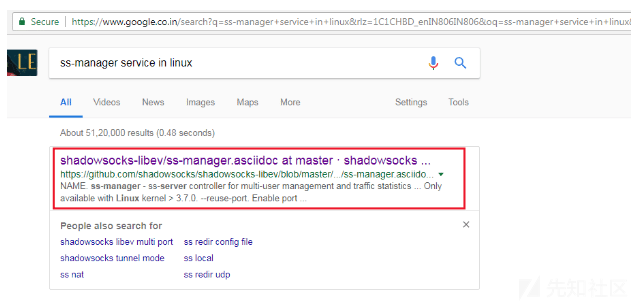 Secure | https://www.google.co.in/search?q=ss-manager+service+in+linux&rlz=1C1CHBD_enIN806IN806&oq=ss-manager+service+in+linux&
LE
ss-manager service in linux
All Videos News Images Maps More Settings Tools
About 51,20,000 results (0.48 seconds)
shadowsocks-libev/ss-manager.asciidoc at master · shadowsocks ...
https://github.com/shadowsocks/shadowsocks-libev/blob/master/.../ss-manager.asciido...
NAME. ss-manager - ss-server controller for multi-user management and traffic statistics ... Only
available with Linux kernel > 3.7.0. --reuse-port. Enable port ...
People also search for
shadowsocks libev multi port ss redir config file
shadowsocks tunnel mode ss local
ss nat ss redir udp
先知社区